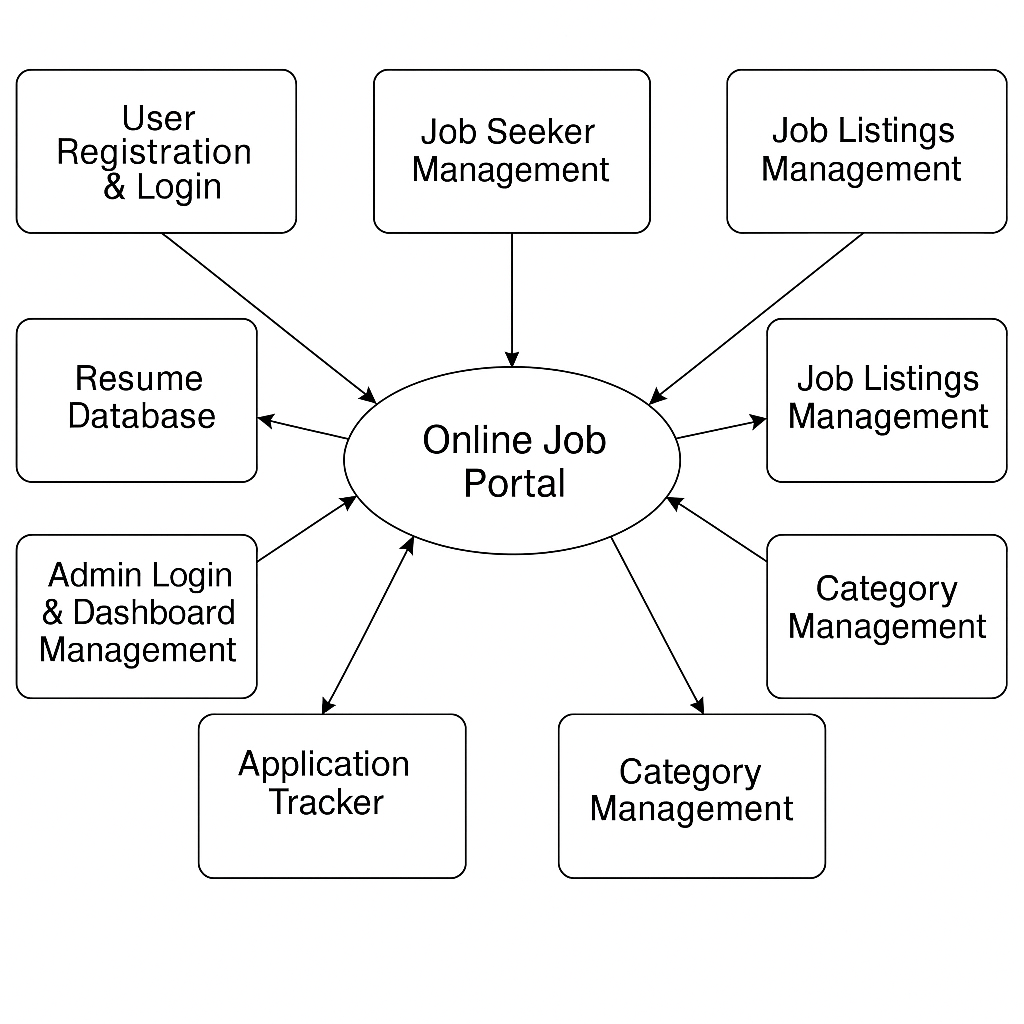 User
Registration
& Login
Job Seeker
Management
Job Listings
Management
Resume
Database
Online Job
Portal
Job Listings
Management
Admin Login
& Dashboard
Management
Category
Management
Application
Tracker
Category
Management